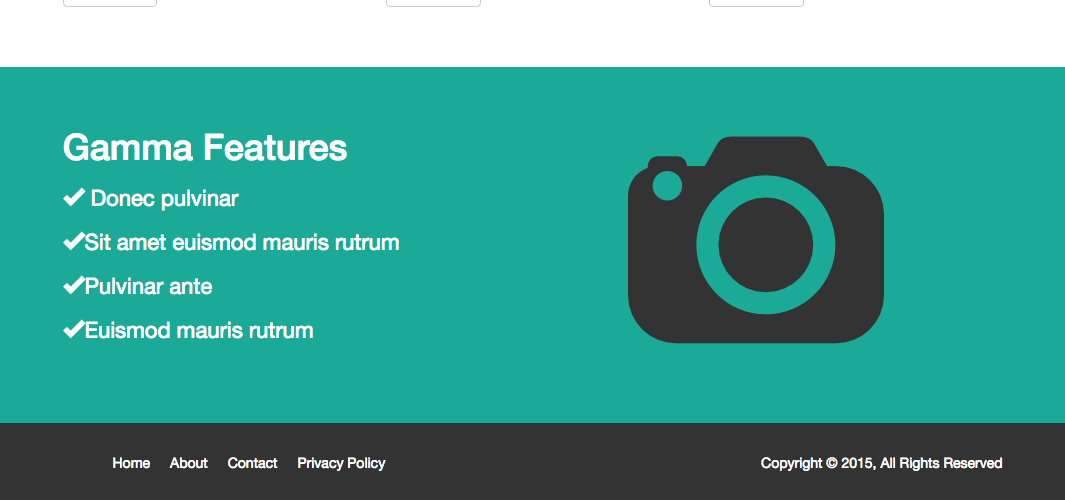 Gamma Features
Donec pulvinar
Sit amet euismod mauris rutrum
Pulvinar ante
Euismod mauris rutrum
Home About Contact Privacy Policy Copyright © 2015, All Rights Reserved